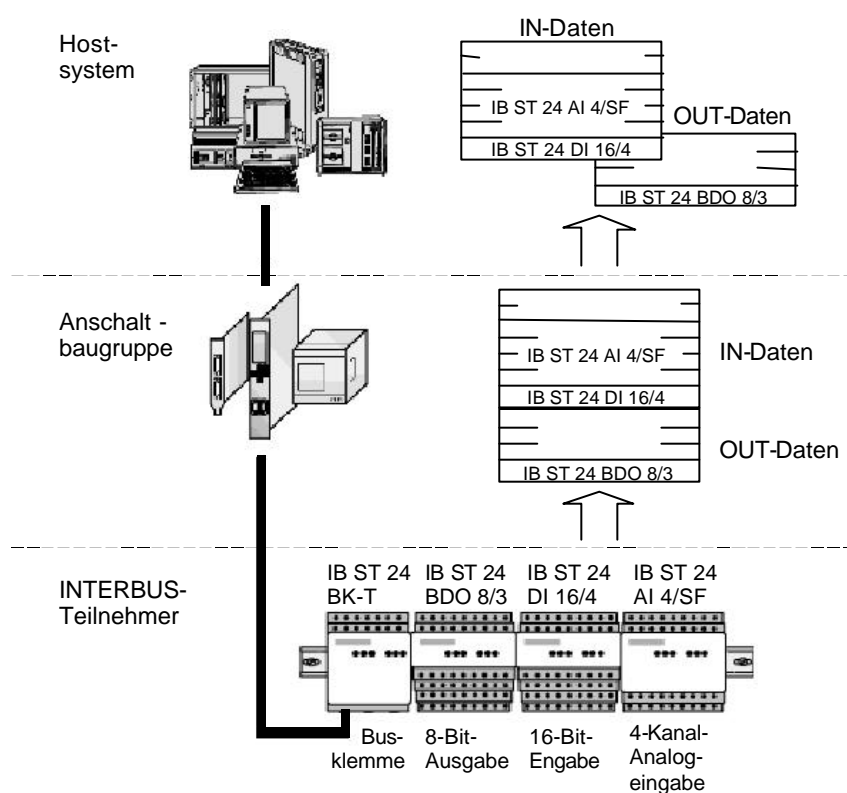 Host-
system
IN-Daten
IB ST 24 AI 4/SF
IB ST 24 DI 16/4
OUT-Daten
IB ST 24 BDO 8/3
Anschalt -
baugruppe
IB ST 24 AI 4/SF
IB ST 24 DI 16/4
IN-Daten
OUT-Daten
IB ST 24 BDO 8/3
INTERBUS-
Teilnehmer
IB ST 24
BK-T
IB ST 24
BDO 8/3
IB ST 24
DI 16/4
IB ST 24
AI 4/SF
Bus-
klemme
8-Bit-
Ausgabe
16-Bit-
Engabe
4-Kanal-
Analog-
eingabe